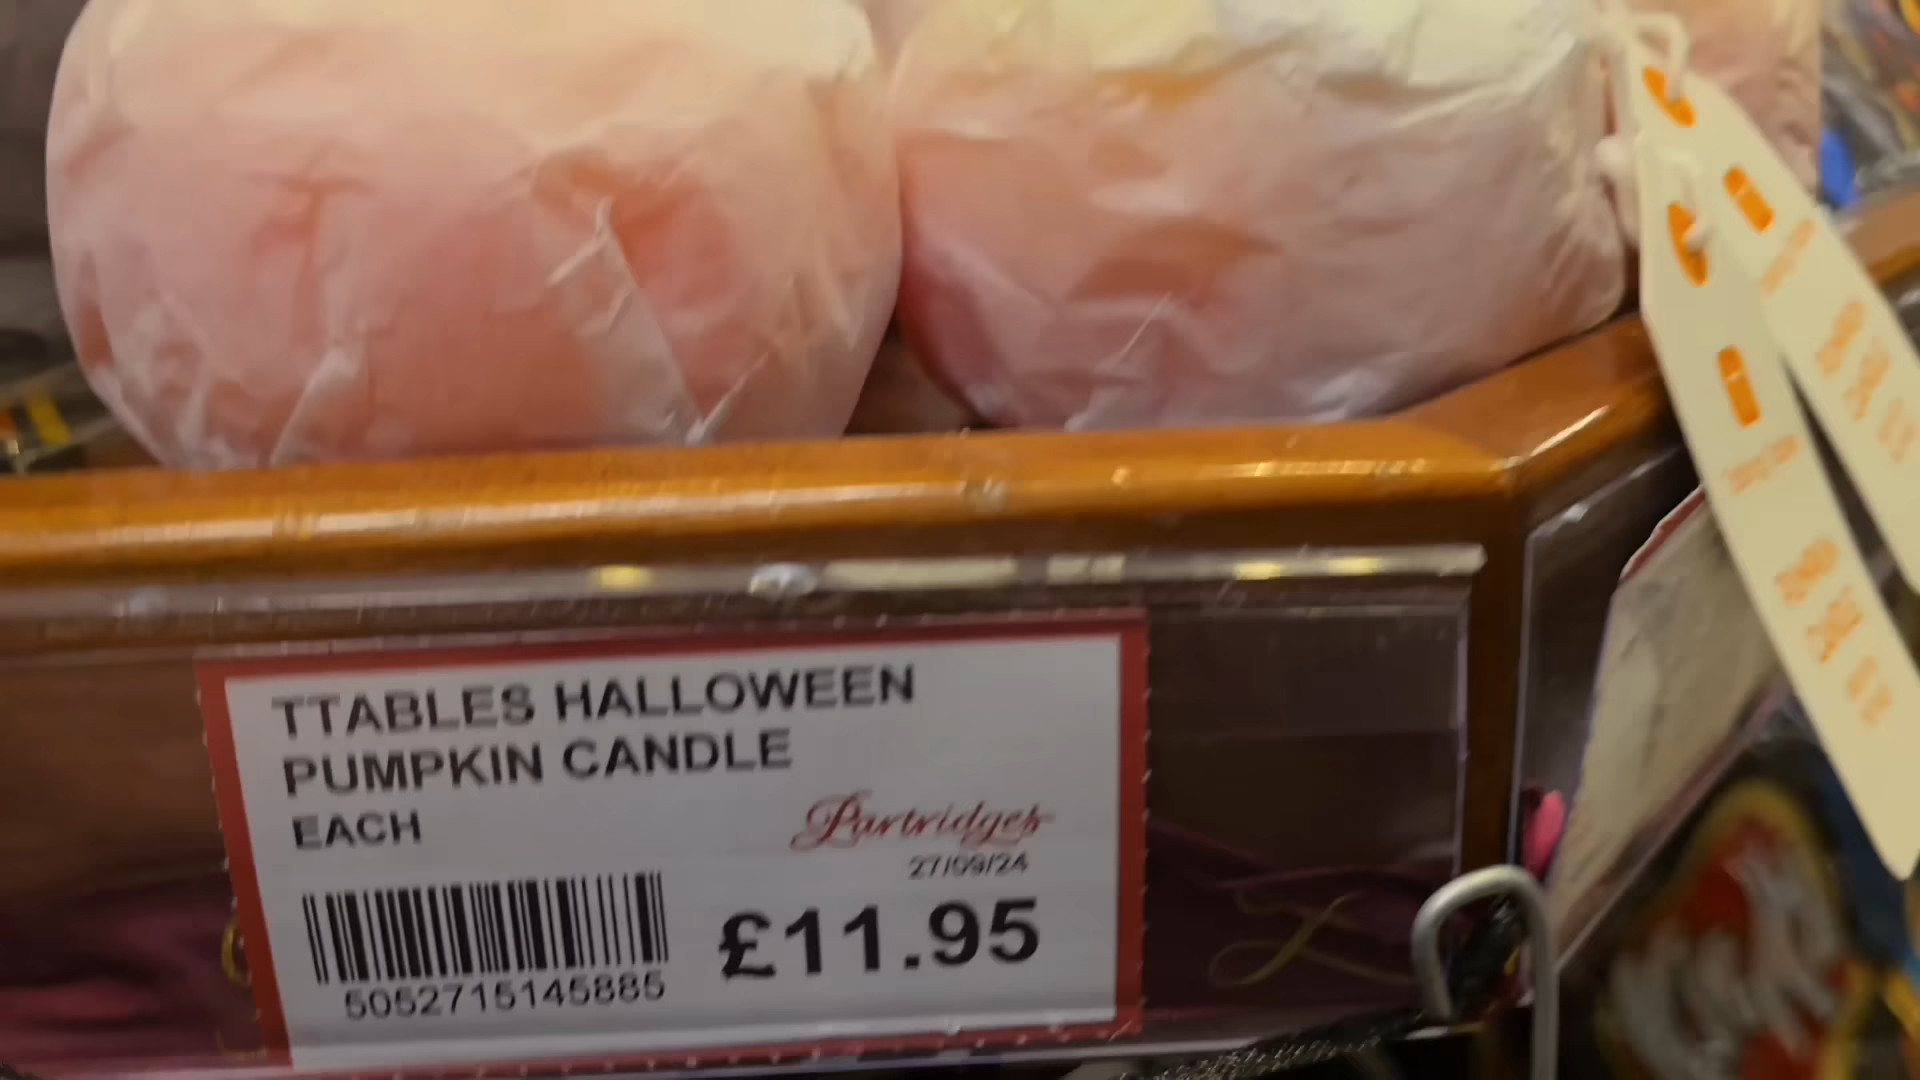 TTABLES HALLOWEEN
PUMPKIN CANDLE
EACH
Partridges
27/09/24
£11.95
5052715145885